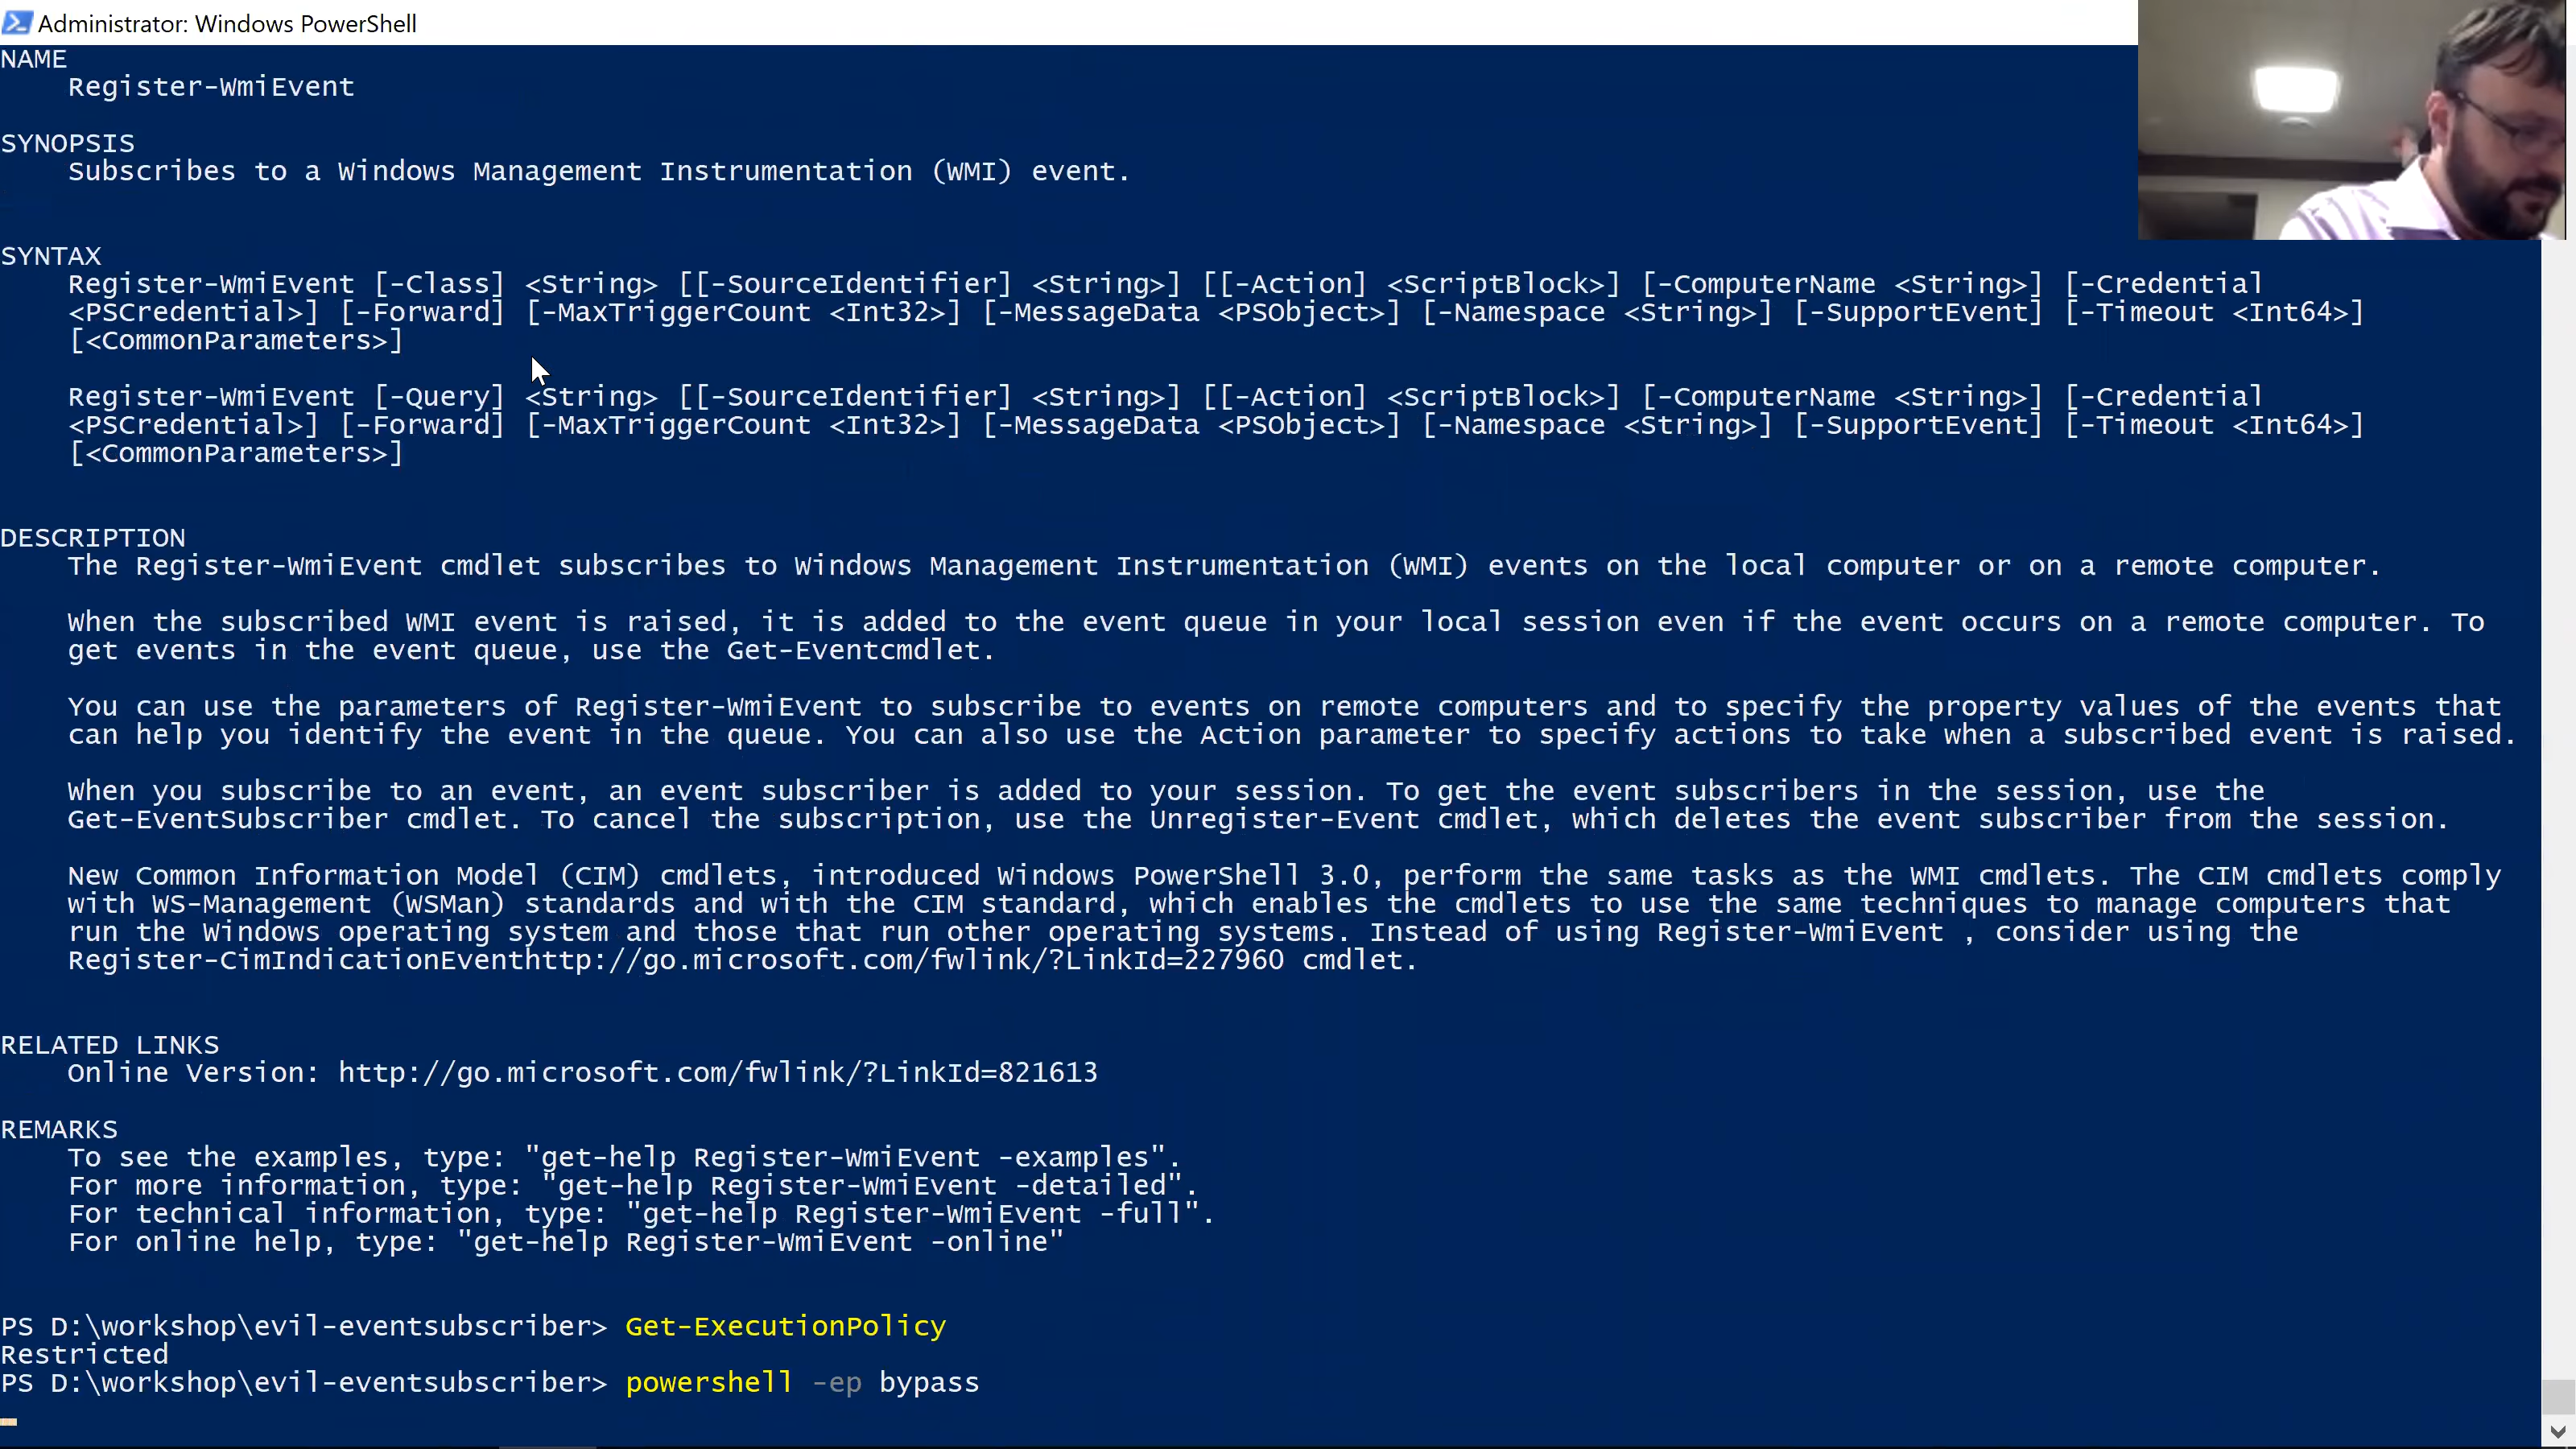 Administrator: Windows PowerShell
NAME
Register-WmiEvent
SYNOPSIS
Subscribes to a Windows Management Instrumentation (WMI) event.
SYNTAX
Register-WmiEvent [-Class] <String> [[-SourceIdentifier] <String>] [[-Action] <ScriptBlock>] [-ComputerName <String>] [-Credential
<PSCredential>] [-Forward] [-MaxTriggerCount <Int32>] [-MessageData <PSObject>] [-Namespace <String>] [-SupportEvent] [-Timeout <Int64>]
[<CommonParameters>]
Register-WmiEvent [-Query] <String> [[-SourceIdentifier] <String>] [[-Action] <ScriptBlock>] [-ComputerName <String>] [-Credential
<PSCredential>] [-Forward] [-MaxTriggerCount <Int32>] [-MessageData <PSObject>] [-Namespace <String>] [-SupportEvent] [-Timeout <Int64>]
[<CommonParameters>]
DESCRIPTION
The Register-WmiEvent cmdlet subscribes to Windows Management Instrumentation (WMI) events on the local computer or on a remote computer.
When the subscribed WMI event is raised, it is added to the event queue in your local session even if the event occurs on a remote computer. To
get events in the event queue, use the Get-Eventcmdlet.
You can use the parameters of Register-WmiEvent to subscribe to events on remote computers and to specify the property values of the events that
can help you identify the event in the queue. You can also use the Action parameter to specify actions to take when a subscribed event is raised.
When you subscribe to an event, an event subscriber is added to your session. To get the event subscribers in the session, use the
Get-EventSubscriber cmdlet. To cancel the subscription, use the Unregister-Event cmdlet, which deletes the event subscriber from the session.
New Common Information Model (CIM) cmdlets, introduced Windows PowerShell 3.0, perform the same tasks as the WMI cmdlets. The CIM cmdlets comply
with WS-Management (WSMan) standards and with the CIM standard, which enables the cmdlets to use the same techniques to manage computers that
run the Windows operating system and those that run other operating systems. Instead of using Register-WmiEvent , consider using the
Register-CimIndicationEventhttp://go.microsoft.com/fwlink/?LinkId=227960 cmdlet.
RELATED LINKS
Online Version: http://go.microsoft.com/fwlink/?LinkId=821613
REMARKS
To see the examples, type: "get-help Register-WmiEvent -examples".
For more information, type: "get-help Register-WmiEvent -detailed".
For technical information, type: "get-help Register-WmiEvent -full".
For online help, type: "get-help Register-WmiEvent -online"
PS D:\workshop\evil-eventsubscriber> Get-ExecutionPolicy
Restricted
PS D:\workshop\evil-eventsubscriber> powershell -ep bypass